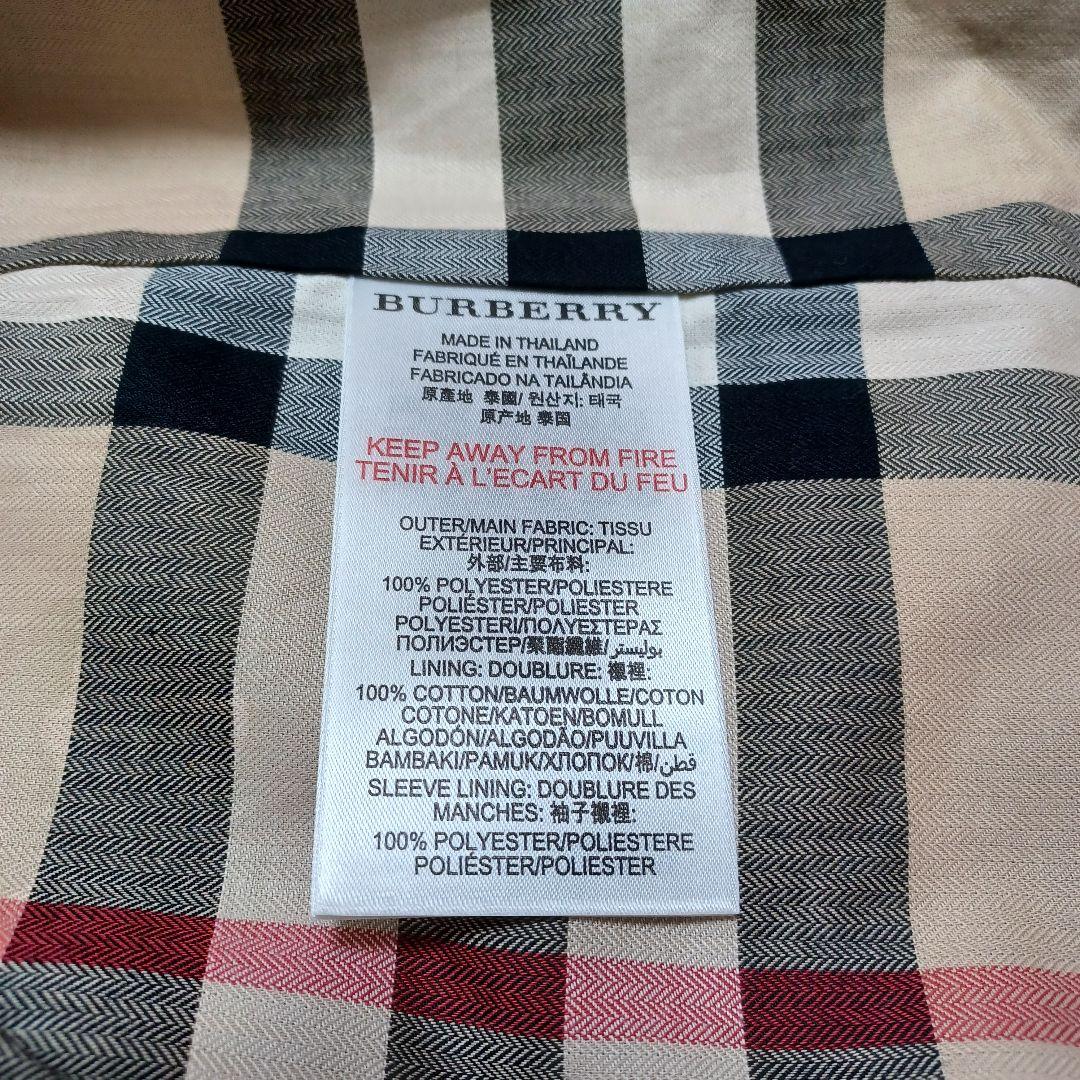 BURBERRY
MADE IN THAILAND
FABRIQUÉ EN THAÏLANDE
FABRICADO NA TAILÂNDIA
原產地 泰國/ 원산지: 태국
原产地 泰国
KEEP AWAY FROM FIRE
TENIR À L'ECART DU FEU
OUTER/MAIN FABRIC: TISSU
EXTÉRIEUR/PRINCIPAL:
外部/主要布料:
100% POLYESTER/POLIESTERE
POLIÉSTER/POLIESTER
POLYESTERI/ΠΟΛΥΕΣΤΕΡΑΣ
ПОЛИЭСТЕР/聚酯纖維/بوليستر
LINING: DOUBLURE: 襯裡:
100% COTTON/BAUMWOLLE/COTON
COTONE/KATOEN/BOMULL
ALGODÓN/ALGODÃO/PUUVILLA
BAMBAKI/PAMUK/ХЛОПОК/棉/قطن
SLEEVE LINING: DOUBLURE DES
MANCHES: 袖子襯裡:
100% POLYESTER/POLIESTERE
POLIÉSTER/POLIESTER